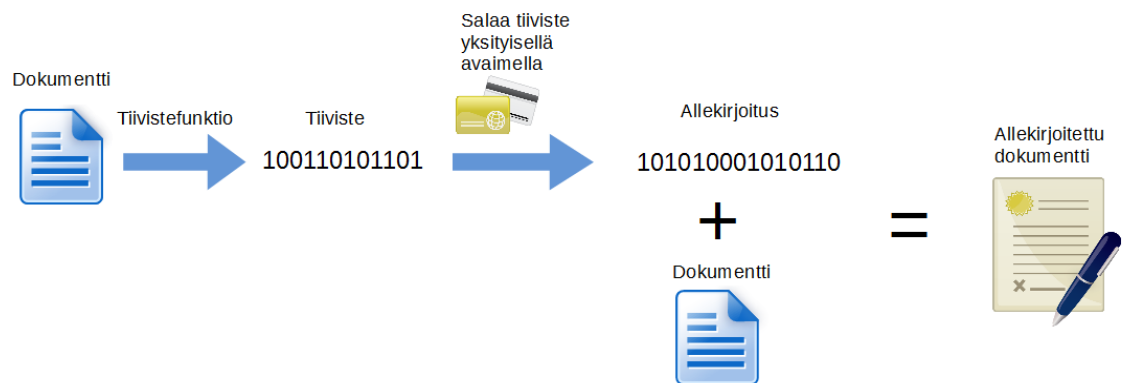 Dokumentti
Tiivistefunktio
Tiiviste
100110101101
Salaa tiiviste
yksityisellä
avaimella
Allekirjoitus
101010001010110
+
Dokumentti
=
Allekirjoitettu
dokumentti